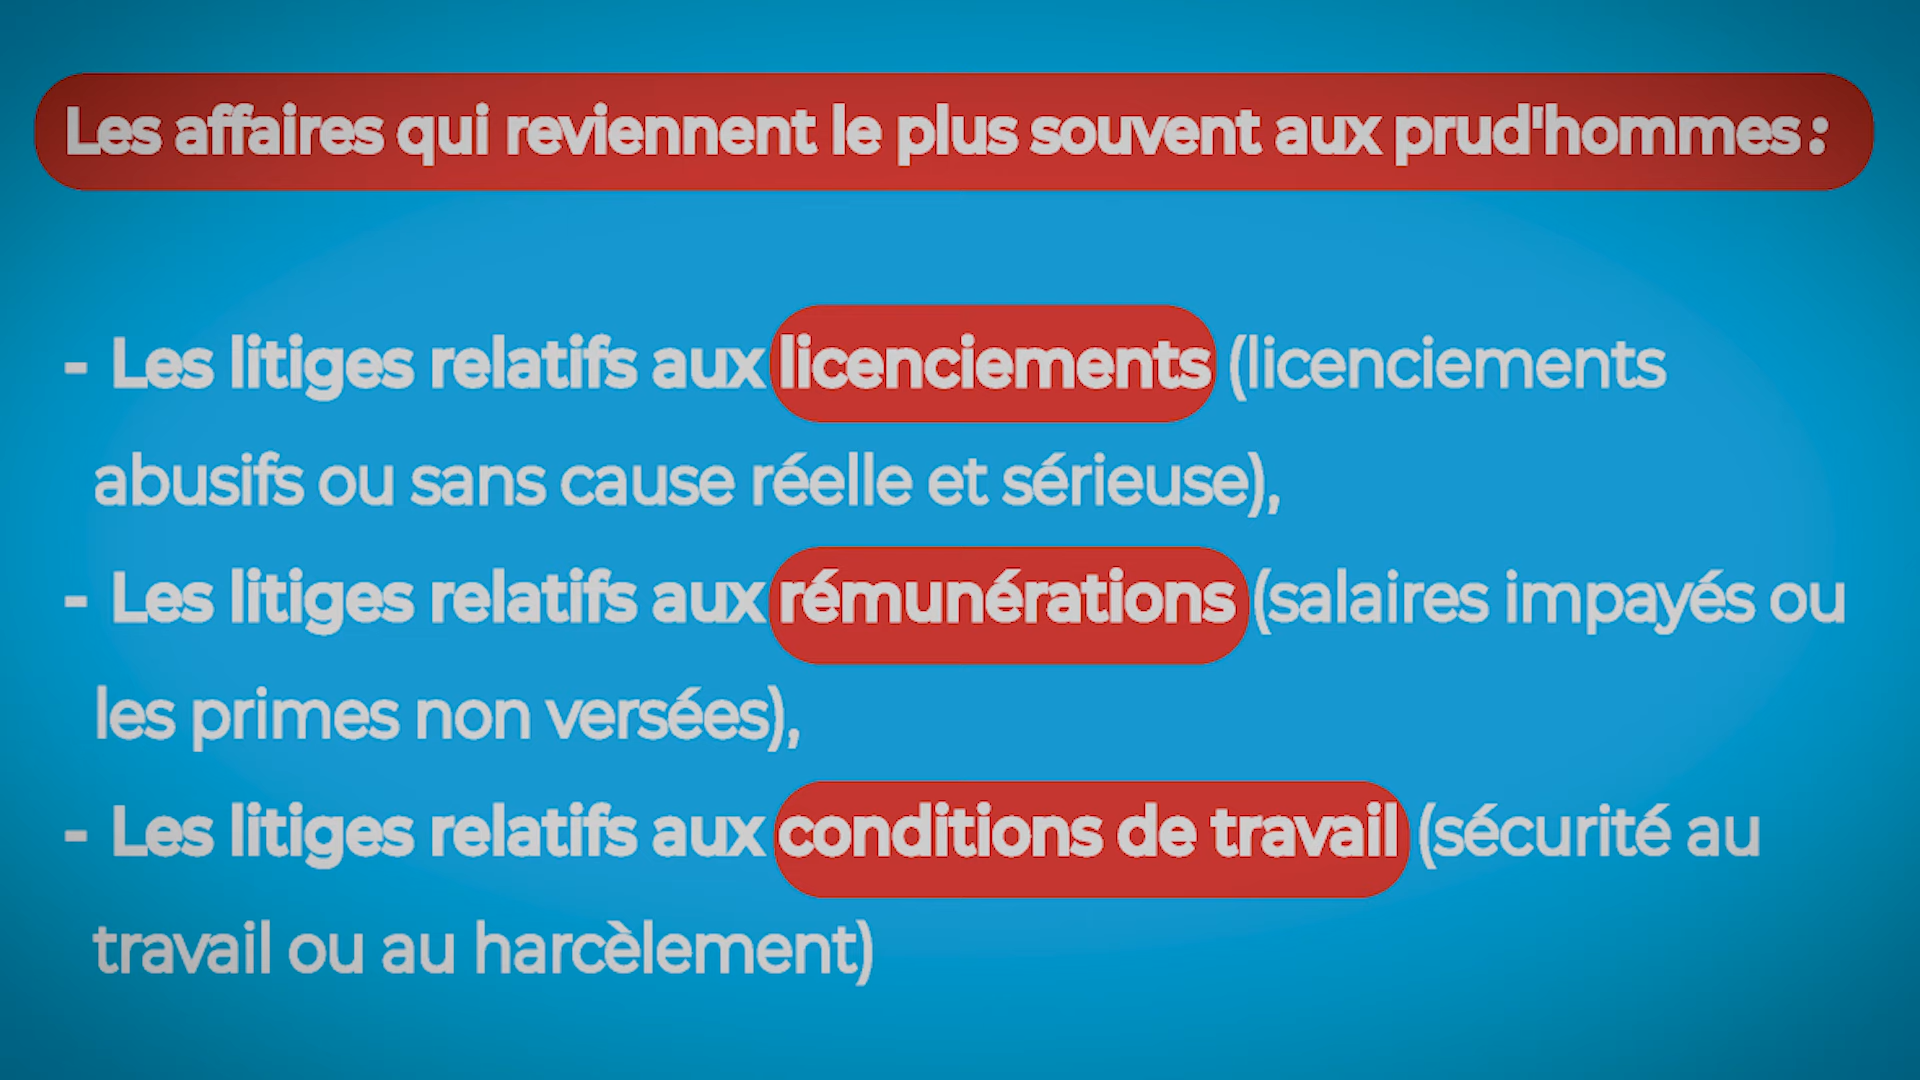 Les affaires qui reviennent le plus souvent aux prud'hommes :
- Les litiges relatifs aux licenciements (licenciements
abusifs ou sans cause réelle et sérieuse),
- Les litiges relatifs aux rémunérations (salaires impayés ou
les primes non versées),
- Les litiges relatifs aux conditions de travail (sécurité au
travail ou au harcèlement)